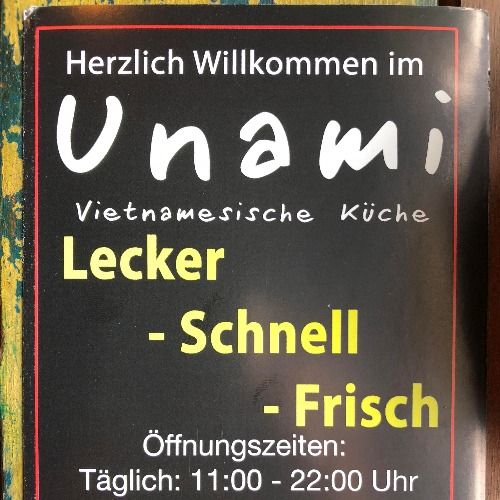 Herzlich Willkommen im
Unami
Vietnamesische Küche
Lecker
- Schnell
- Frisch
Öffnungszeiten:
Täglich: 11:00 - 22:00 Uhr